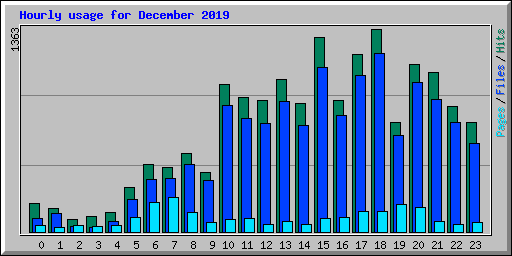 Hourly usage for December 2019
1363
Pages / Files / Hits
0 1 2 3 4 5 6 7 8 9 10 11 12 13 14 15 16 17 18 19 20 21 22 23